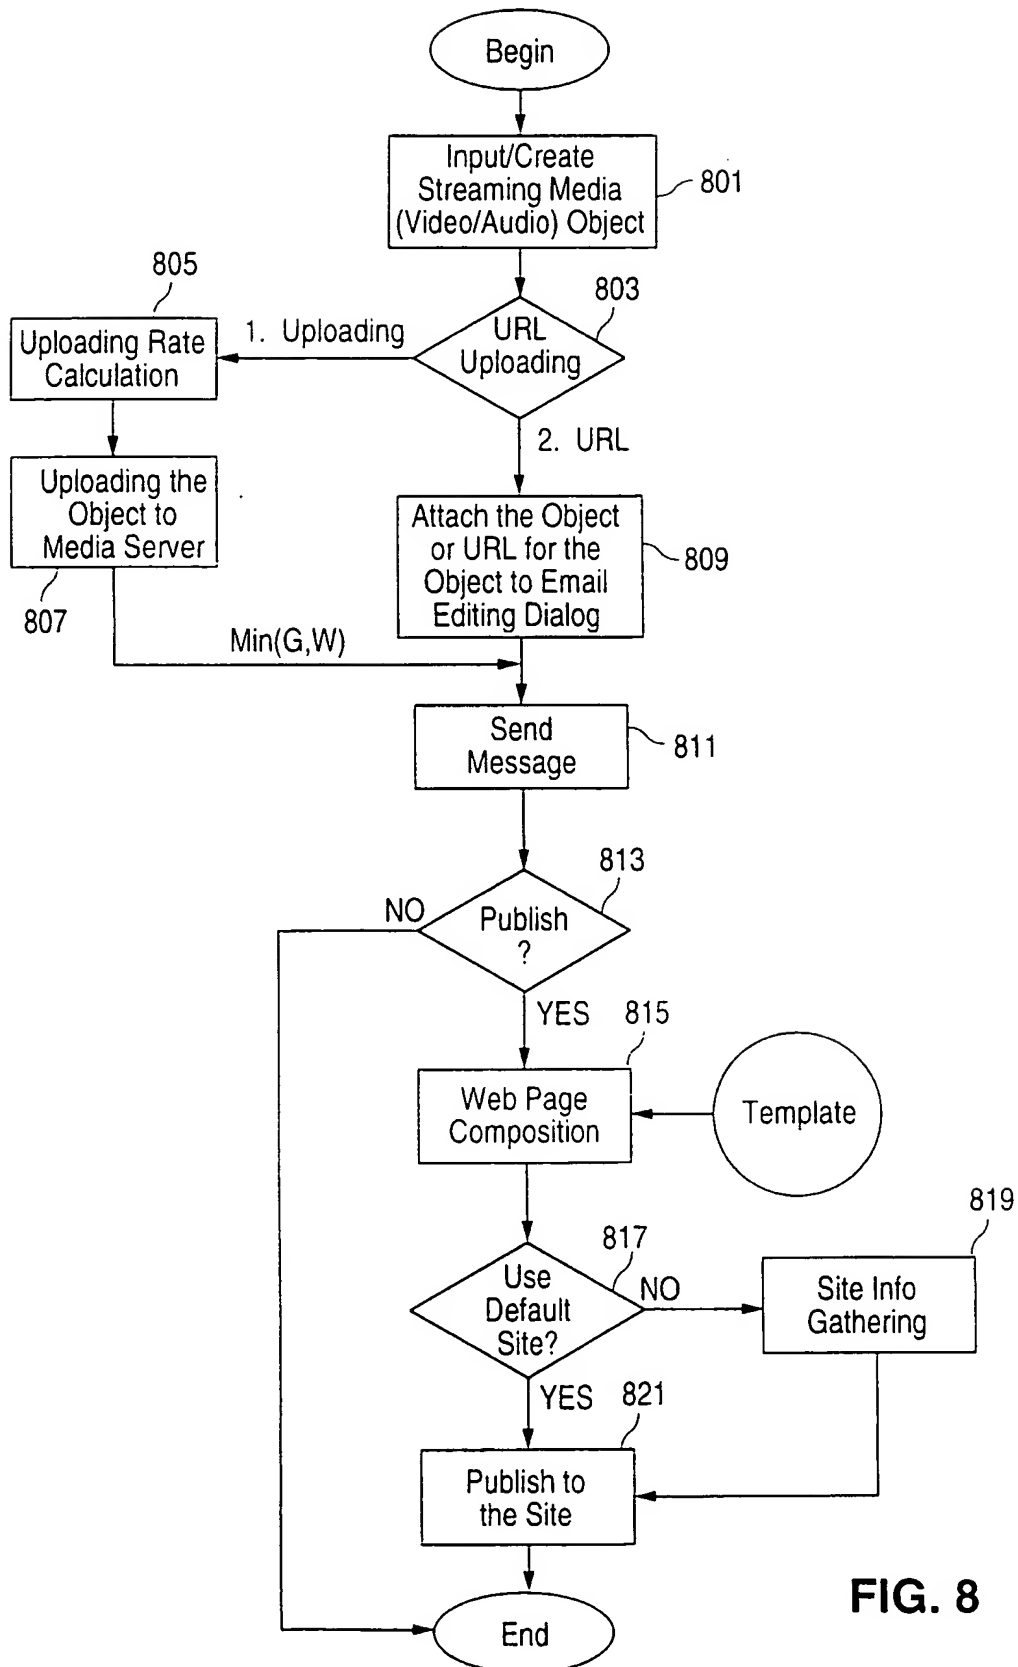 Begin
Input/Create
Streaming Media
(Video/Audio) Object
801
803
URL
Uploading
1. Uploading
805
Uploading Rate
Calculation
2. URL
Uploading the
Object to
Media Server
807
Attach the Object
or URL for the
Object to Email
Editing Dialog
809
Min(G,W)
Send
Message
811
813
Publish
?
NO
YES
815
Web Page
Composition
Template
817
Use
Default
Site?
NO
819
Site Info
Gathering
YES
821
Publish to
the Site
End
FIG. 8